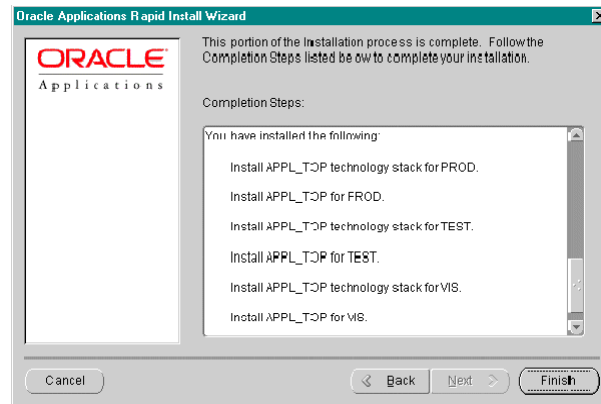 Oracle Applications Rapid Install Wizard
ORACLE
Applications
This portion of the Installation process is complete. Follow the
Completion Steps listed be ow to complete your installation.
Completion Steps:
You have installed the following:
Install APPL_TOP technology stack for PROD.
Install APPL_TOP for PROD.
Install APPL_TOP technology stack for TEST.
Install APPL_TOP for TEST.
Install APPL_TOP technology stack for VIS.
Install APPL_TOP for VIS.
Cancel
Back
Next
Finish